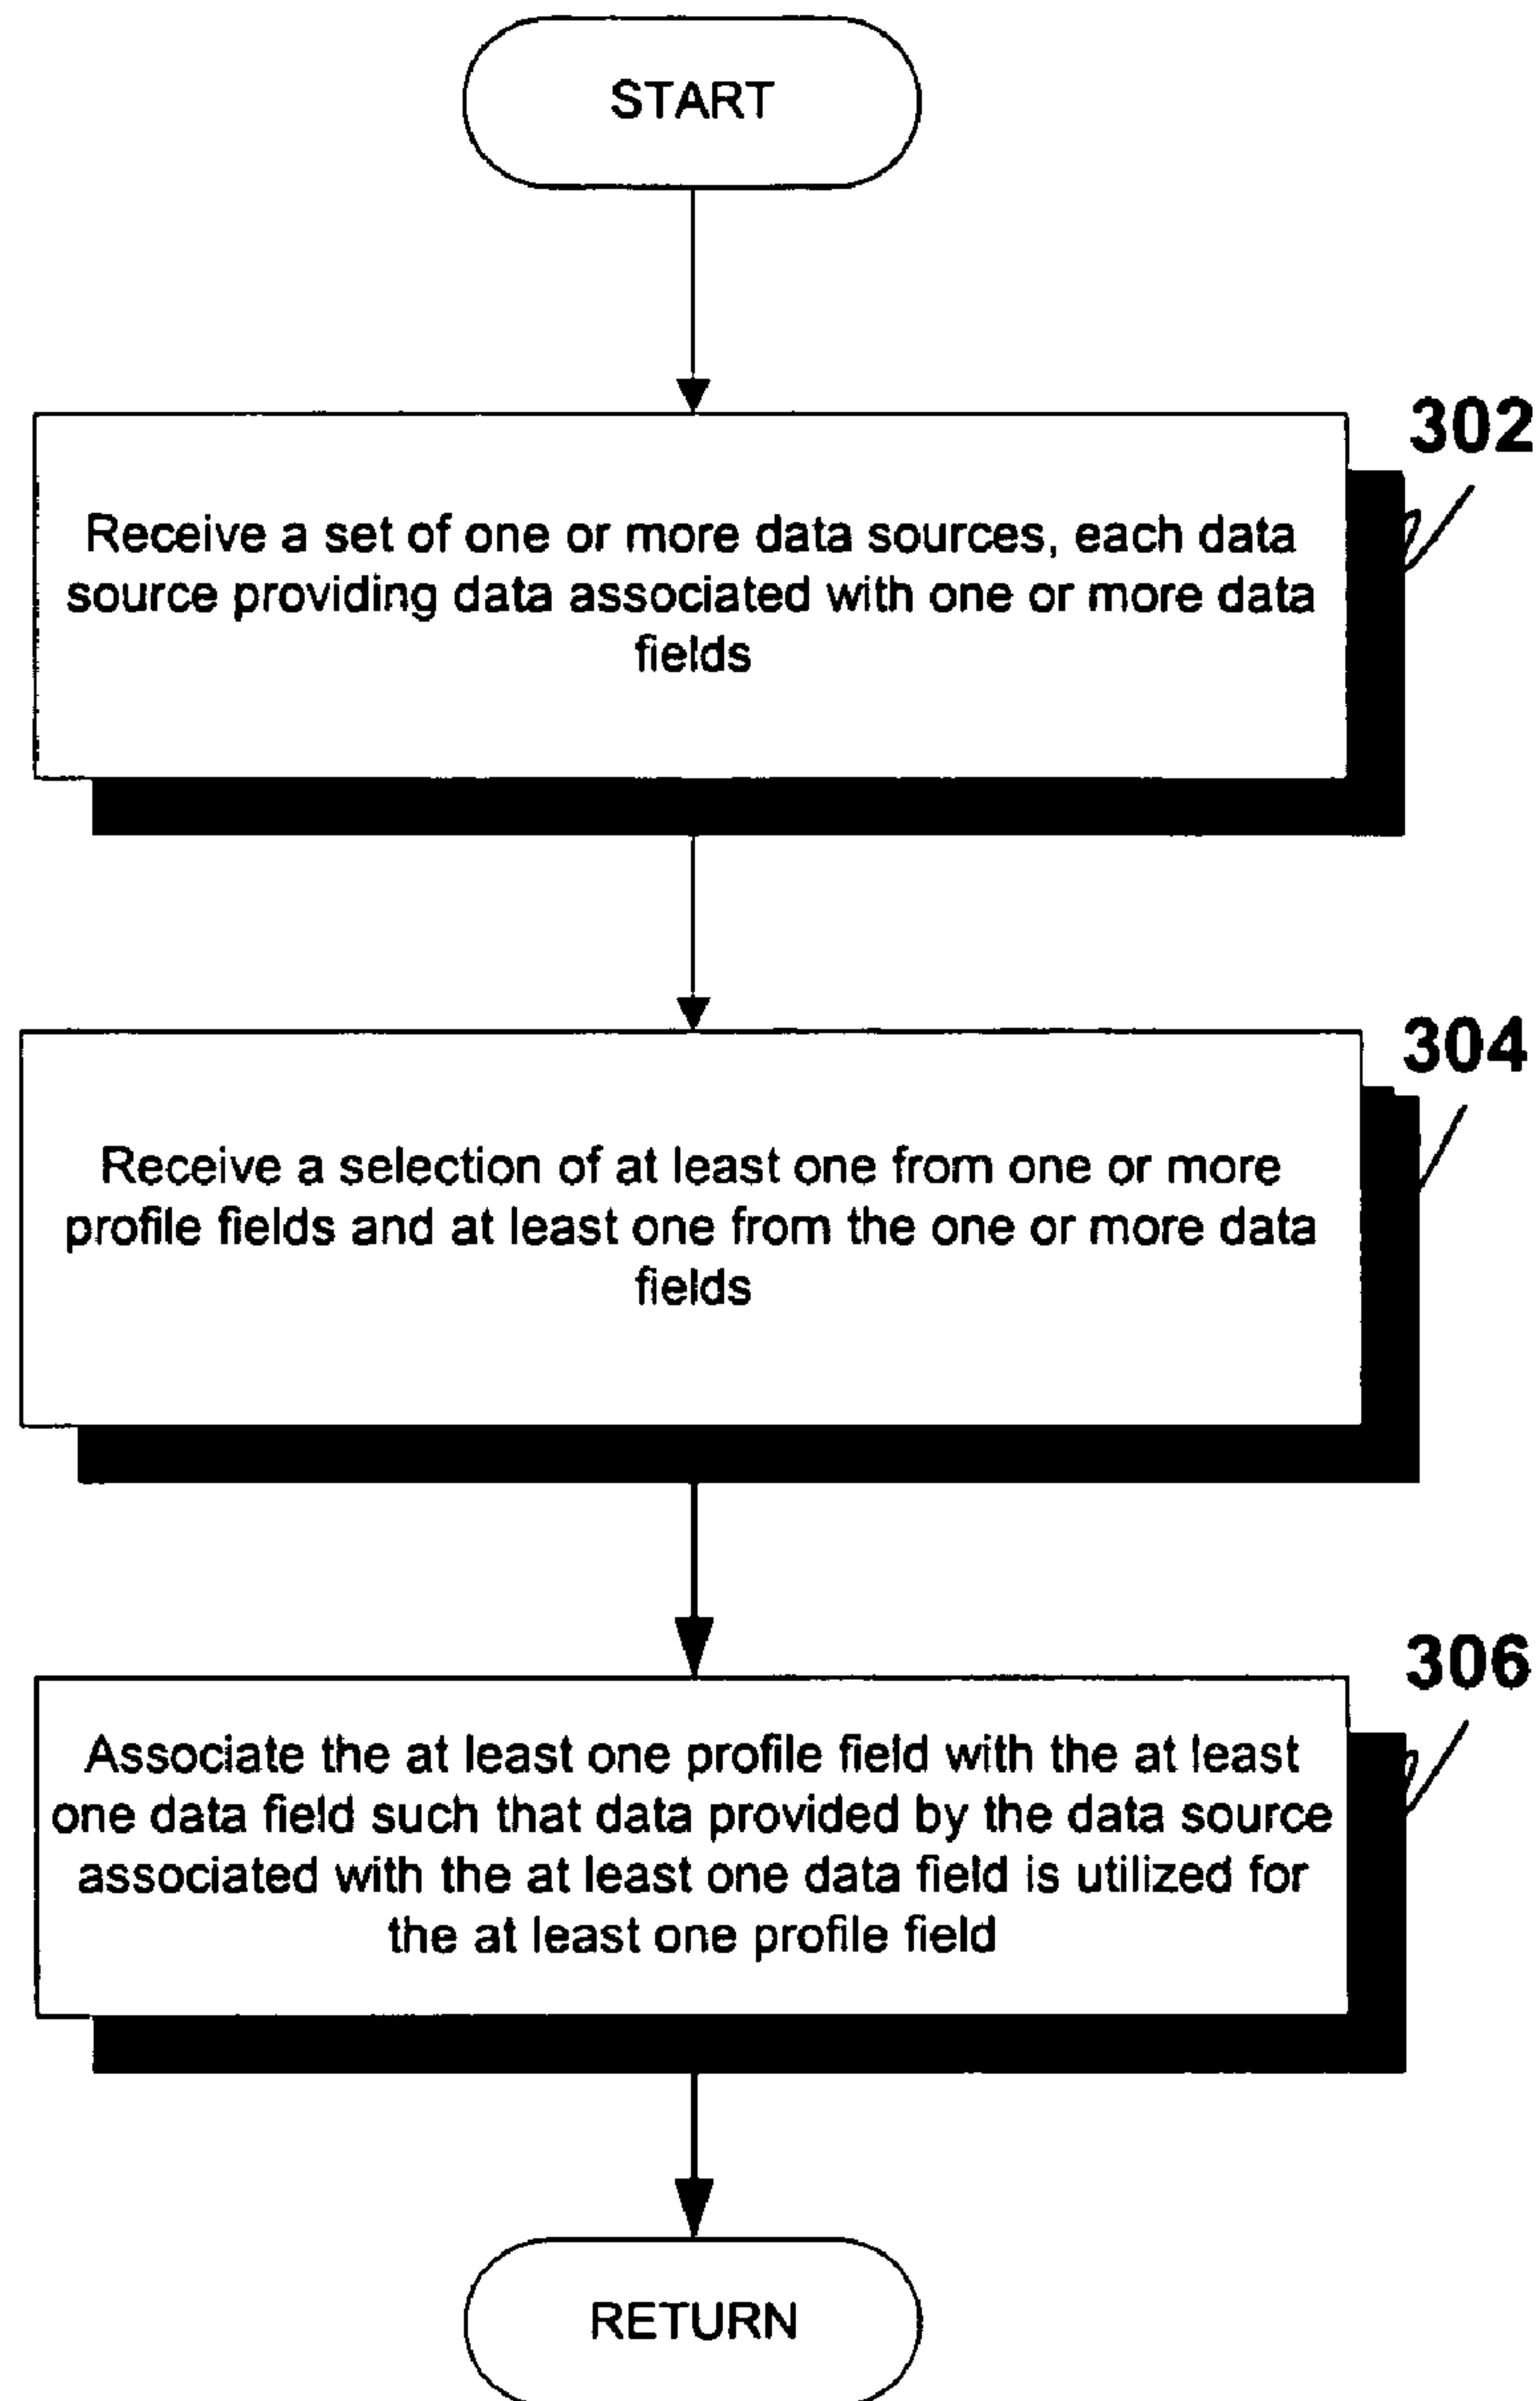 START
302
Receive a set of one or more data sources, each data
source providing data associated with one or more data
fields
304
Receive a selection of at least one from one or more
profile fields and at least one from the one or more data
fields
306
Associate the at least one profile field with the at least
one data field such that data provided by the data source
associated with the at least one data field is utilized for
the at least one profile field
RETURN